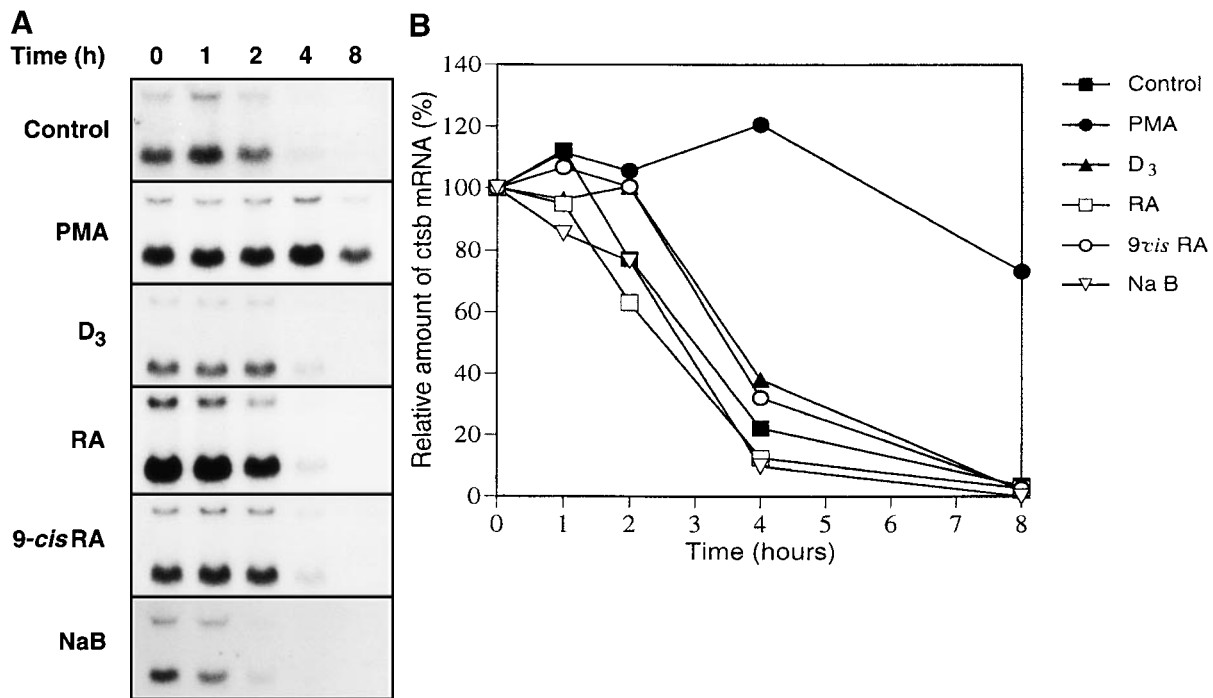 A
Time (h) 0 1 2 4 8
Control
PMA
D3
RA
9-cis RA
NaB
B
Relative amount of ctsb mRNA (%)
140
120
100
80
60
40
20
0
0 1 2 3 4 5 6 7 8
Time (hours)
Control
PMA
D3
RA
9cis RA
Na B